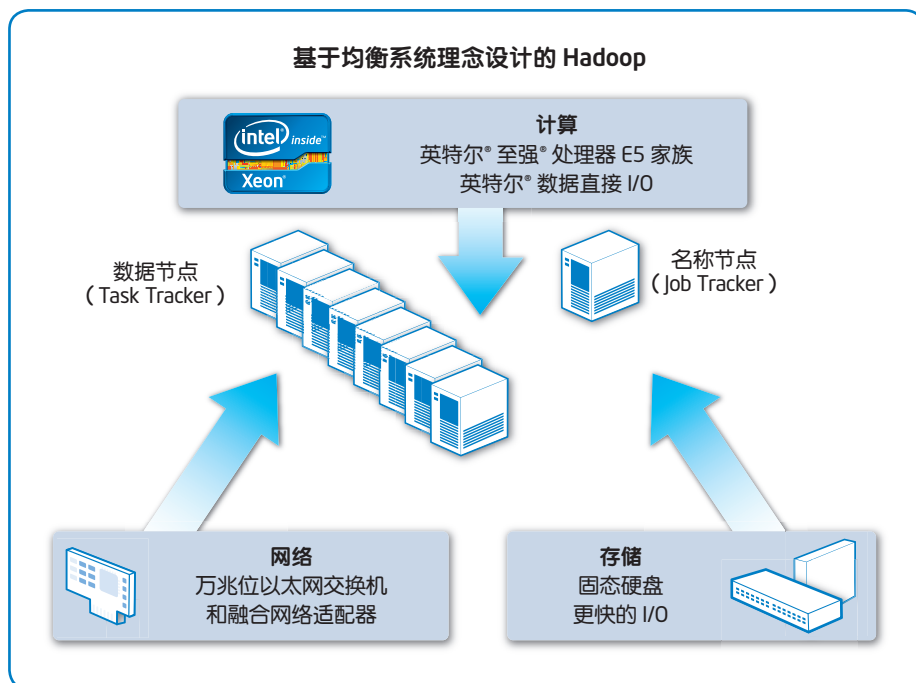 基于均衡系统理念设计的 Hadoop
intel inside™
Xeon®
计算
英特尔® 至强® 处理器 E5 家族
英特尔® 数据直接 I/O
数据节点
（Task Tracker）
名称节点
（Job Tracker）
网络
万兆位以太网交换机
和融合网络适配器
存储
固态硬盘
更快的 I/O